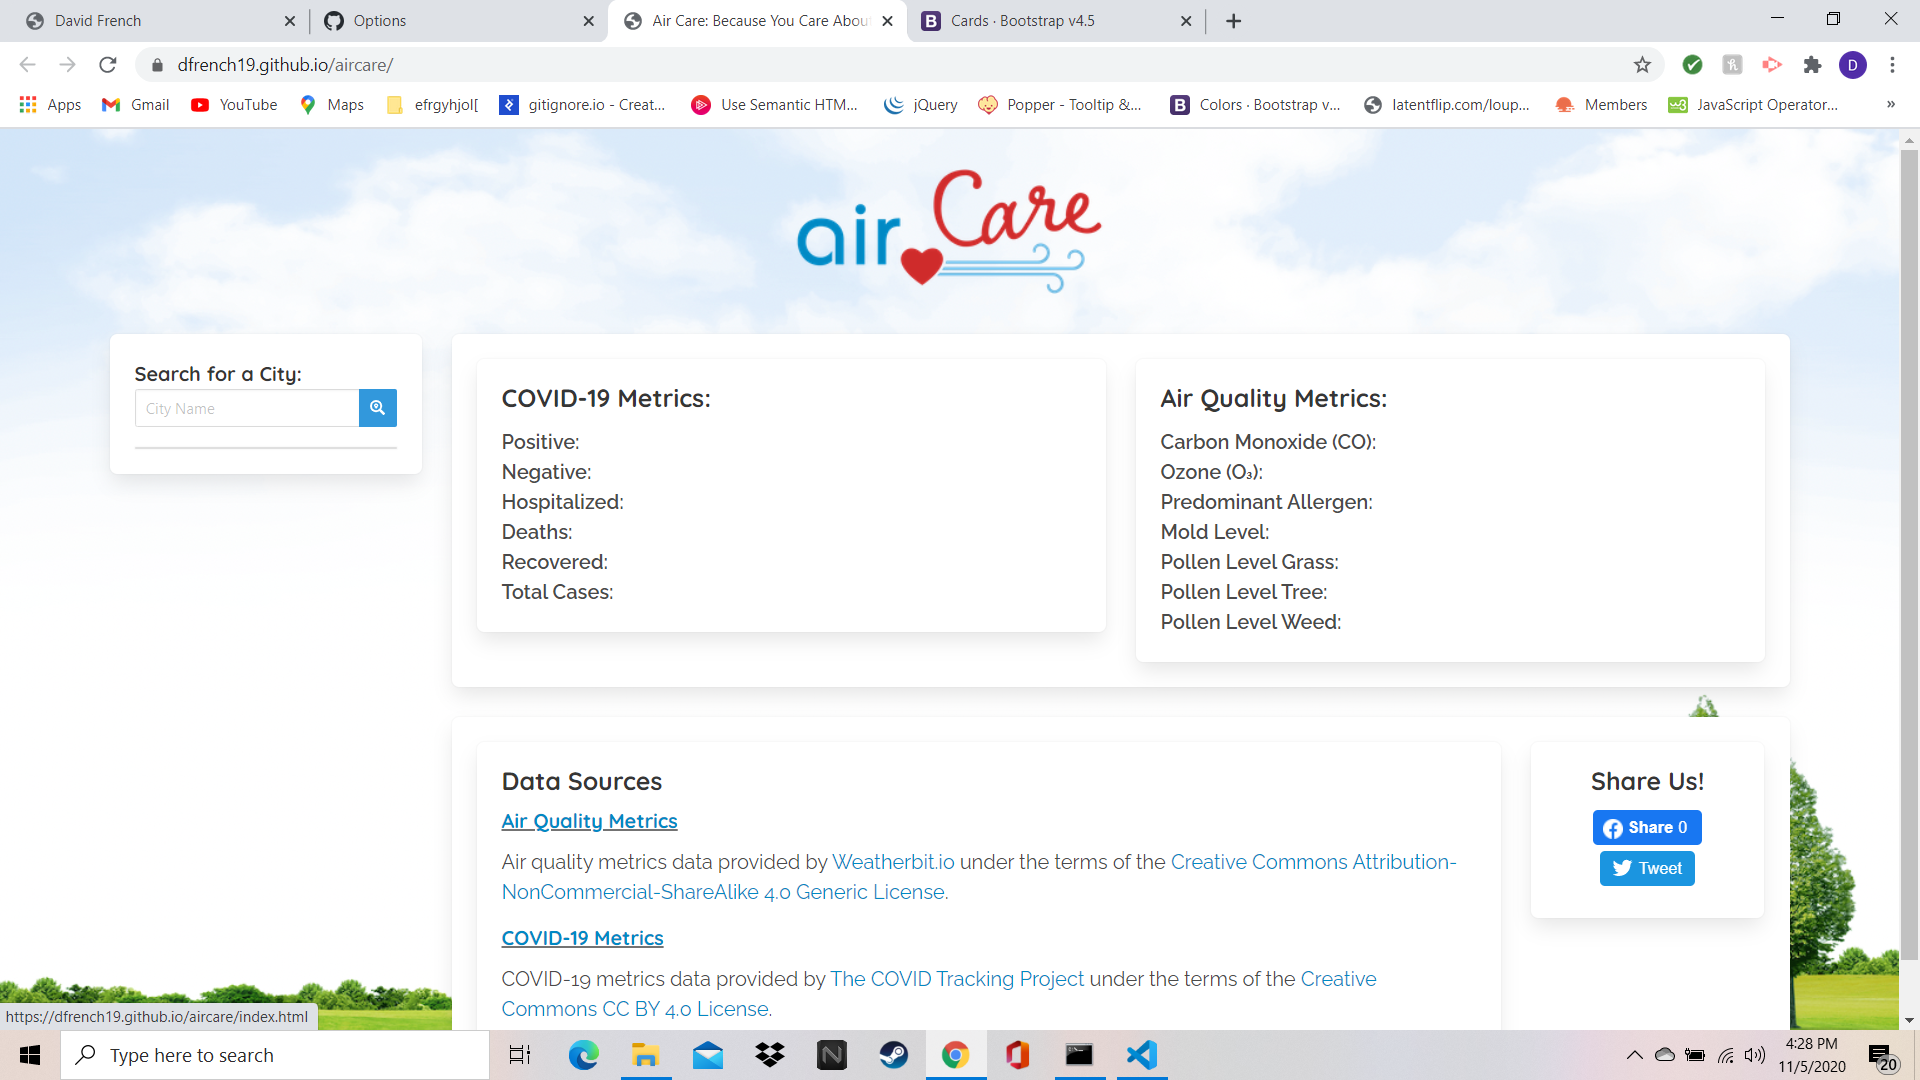 David French
Options
Air Care: Because You Care Abou
Cards · Bootstrap v4.5
dfrench19.github.io/aircare/
D
Apps
Gmail
YouTube
Maps
efrgyhjol[
gitignore.io - Creat...
Use Semantic HTM...
jQuery
Popper - Tooltip &...
Colors · Bootstrap v...
latentflip.com/loup...
Members
JavaScript Operator...
»
air Care
Search for a City:
City Name
COVID-19 Metrics:
Positive:
Negative:
Hospitalized:
Deaths:
Recovered:
Total Cases:
Air Quality Metrics:
Carbon Monoxide (CO):
Ozone (O₃):
Predominant Allergen:
Mold Level:
Pollen Level Grass:
Pollen Level Tree:
Pollen Level Weed:
Data Sources
Air Quality Metrics
Air quality metrics data provided by Weatherbit.io under the terms of the Creative Commons Attribution-
NonCommercial-ShareAlike 4.0 Generic License.
COVID-19 Metrics
COVID-19 metrics data provided by The COVID Tracking Project under the terms of the Creative
Commons CC BY 4.0 License.
Share Us!
Share 0
Tweet
https://dfrench19.github.io/aircare/index.html
Type here to search
4:28 PM
11/5/2020
20